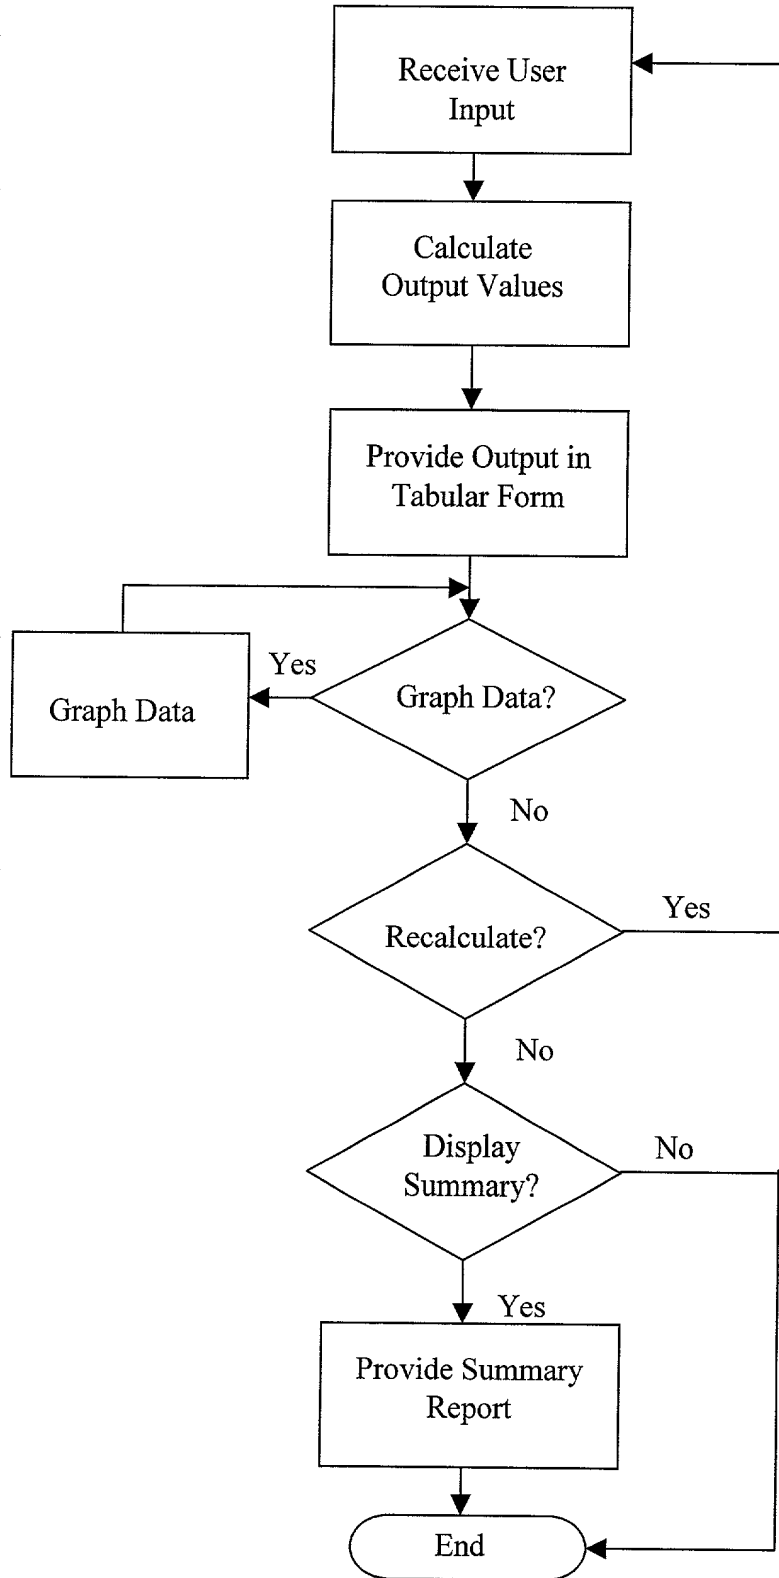 Receive User
Input
Calculate
Output Values
Provide Output in
Tabular Form
Graph Data
Yes
Graph Data?
No
Recalculate?
Yes
No
Display
Summary?
No
Yes
Provide Summary
Report
End